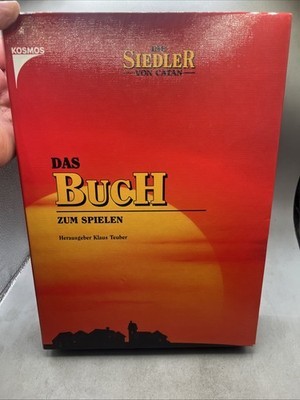 KOSMOS
DIE
SIEDLER
VON CATAN
DAS
BUCH
ZUM SPIELEN
Herausgeber Klaus Teuber